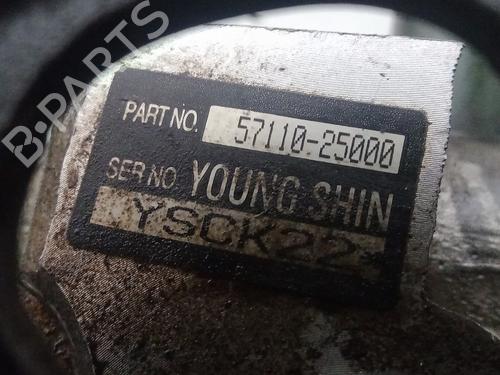 B-PARTS
PART NO. 57110-25000
SER NO YOUNG SHIN
YSCK22*